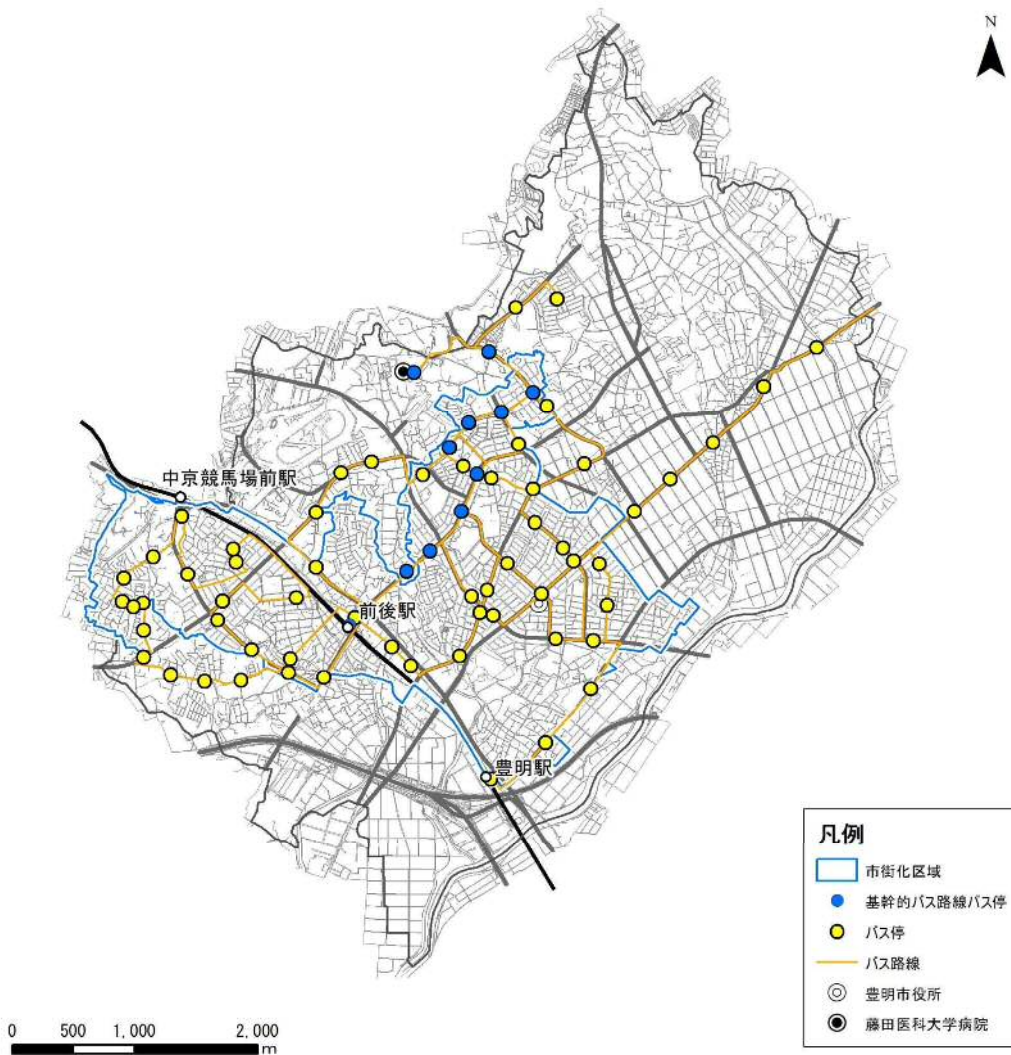 N
中京競馬場前駅
前後駅
豊明駅
凡例
市街化区域
基幹的バス路線バス停
バス停
バス路線
豊明市役所
藤田医科大学病院
0 500 1,000 2,000
m